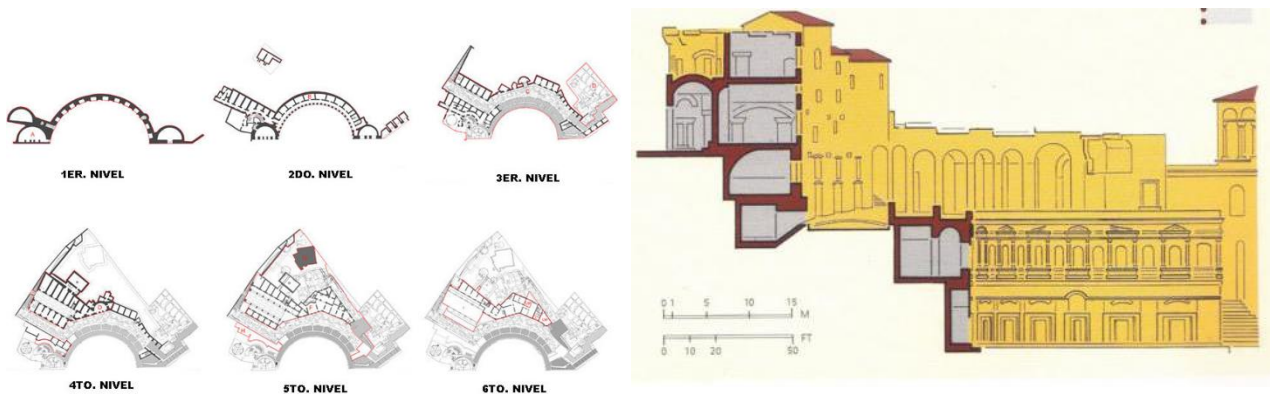 1ER. NIVEL
2DO. NIVEL
3ER. NIVEL
4TO. NIVEL
5TO. NIVEL
6TO. NIVEL
0 1 5 10 15
M
FT
0 10 20 50